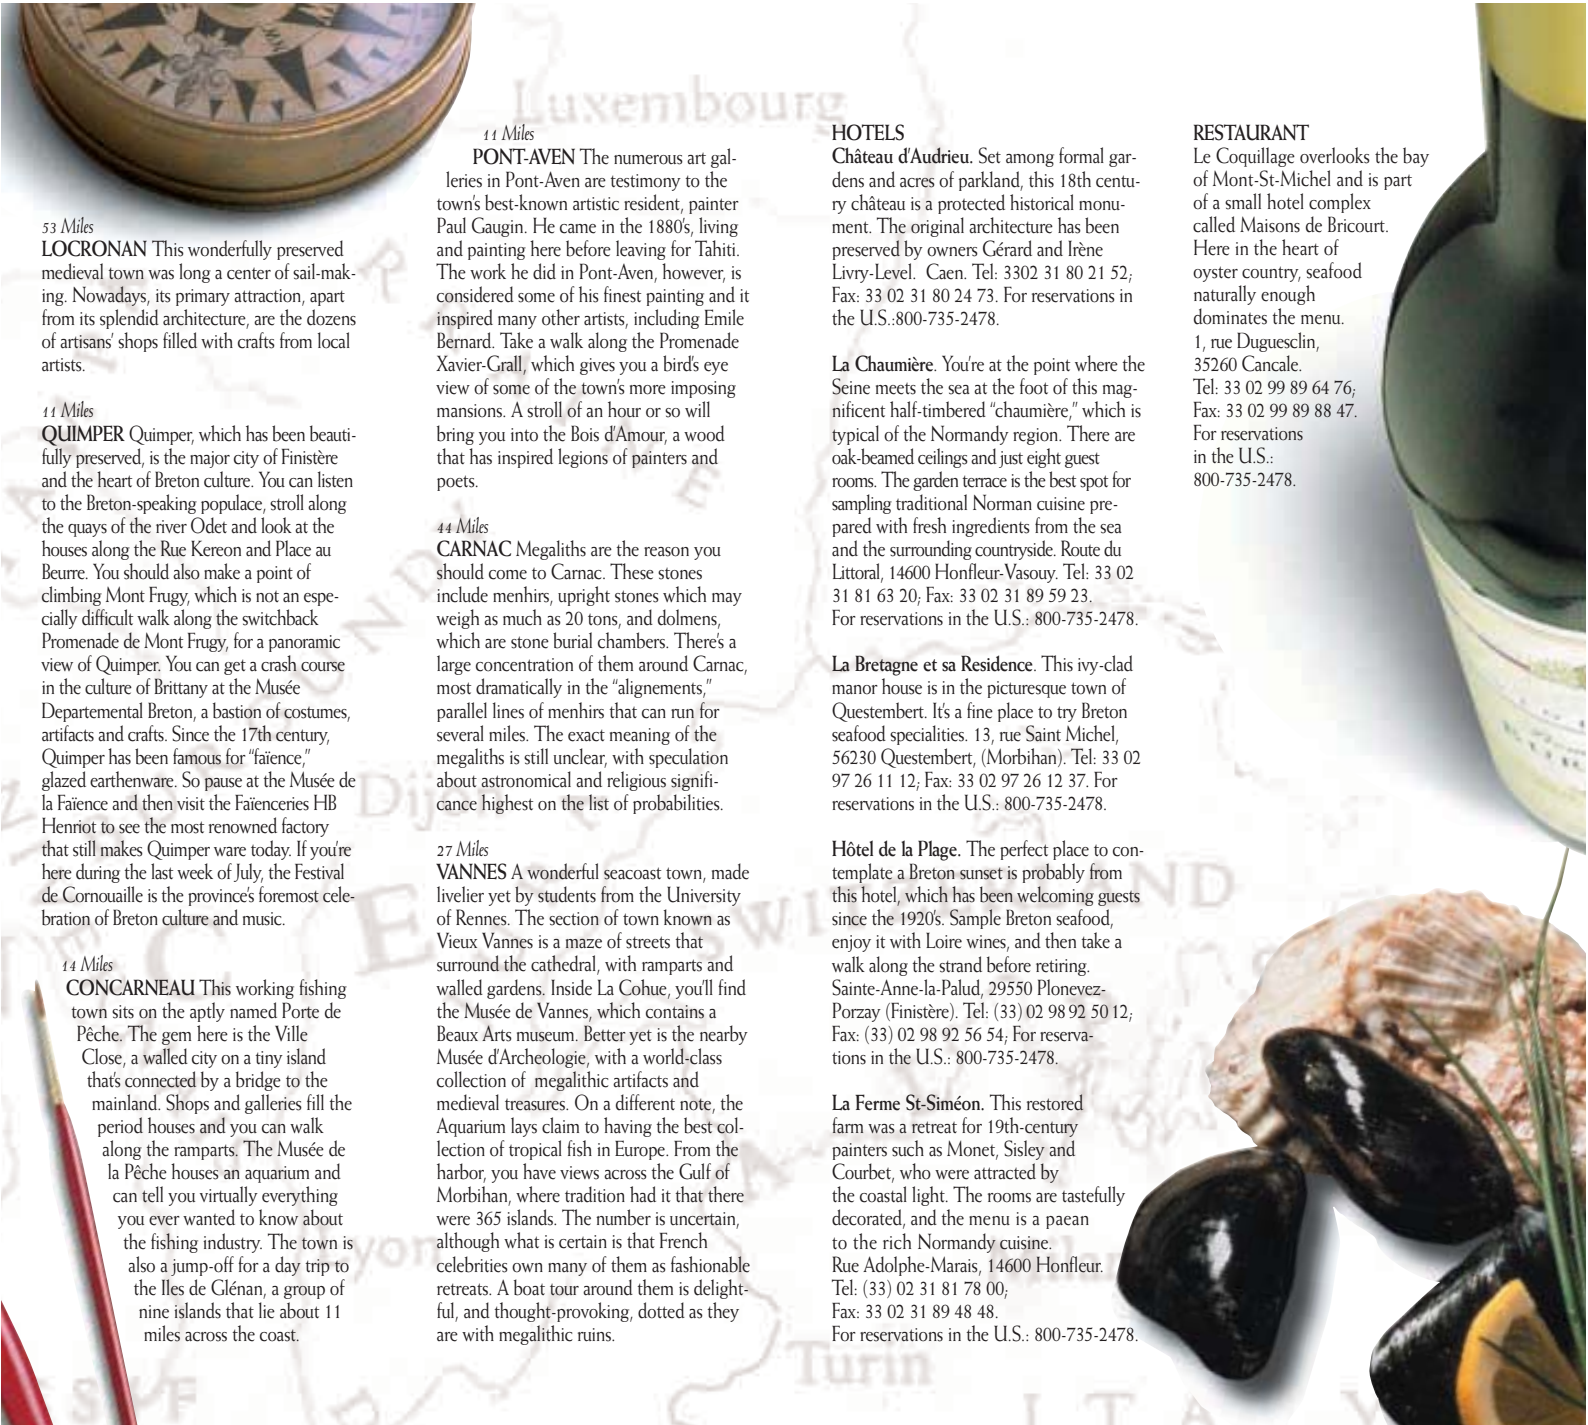 53 Miles
LOCRONAN This wonderfully preserved
medieval town was long a center of sail-mak-
ing. Nowadays, its primary attraction, apart
from its splendid architecture, are the dozens
of artisans' shops filled with crafts from local
artists.
11 Miles
QUIMPER Quimper, which has been beauti-
fully preserved, is the major city of Finistère
and the heart of Breton culture. You can listen
to the Breton-speaking populace, stroll along
the quays of the river Odet and look at the
houses along the Rue Kereon and Place au
Beurre. You should also make a point of
climbing Mont Frugy, which is not an espe-
cially difficult walk along the switchback
Promenade de Mont Frugy, for a panoramic
view of Quimper. You can get a crash course
in the culture of Brittany at the Musée
Departemental Breton, a bastion of costumes,
artifacts and crafts. Since the 17th century,
Quimper has been famous for "faïence,"
glazed earthenware. So pause at the Musée de
la Faïence and then visit the Faïenceries HB
Henriot to see the most renowned factory
that still makes Quimper ware today. If you're
here during the last week of July, the Festival
de Cornouaille is the province's foremost cele-
bration of Breton culture and music.
14 Miles
CONCARNEAU This working fishing
town sits on the aptly named Porte de
Pêche. The gem here is the Ville
Close, a walled city on a tiny island
that's connected by a bridge to the
mainland. Shops and galleries fill the
period houses and you can walk
along the ramparts. The Musée de
la Pêche houses an aquarium and
can tell you virtually everything
you ever wanted to know about
the fishing industry. The town is
also a jump-off for a day trip to
the Iles de Glénan, a group of
nine islands that lie about 11
miles across the coast.
11 Miles
PONT-AVEN The numerous art gal-
leries in Pont-Aven are testimony to the
town's best-known artistic resident, painter
Paul Gaugin. He came in the 1880's, living
and painting here before leaving for Tahiti.
The work he did in Pont-Aven, however, is
considered some of his finest painting and it
inspired many other artists, including Emile
Bernard. Take a walk along the Promenade
Xavier-Grall, which gives you a bird's eye
view of some of the town's more imposing
mansions. A stroll of an hour or so will
bring you into the Bois d'Amour, a wood
that has inspired legions of painters and
poets.
44 Miles
CARNAC Megaliths are the reason you
should come to Carnac. These stones
include menhirs, upright stones which may
weigh as much as 20 tons, and dolmens,
which are stone burial chambers. There's a
large concentration of them around Carnac,
most dramatically in the "alignements,"
parallel lines of menhirs that can run for
several miles. The exact meaning of the
megaliths is still unclear, with speculation
about astronomical and religious signifi-
cance highest on the list of probabilities.
27 Miles
VANNES A wonderful seacoast town, made
livelier yet by students from the University
of Rennes. The section of town known as
Vieux Vannes is a maze of streets that
surround the cathedral, with ramparts and
walled gardens. Inside La Cohue, you'll find
the Musée de Vannes, which contains a
Beaux Arts museum. Better yet is the nearby
Musée d'Archeologie, with a world-class
collection of megalithic artifacts and
medieval treasures. On a different note, the
Aquarium lays claim to having the best col-
lection of tropical fish in Europe. From the
harbor, you have views across the Gulf of
Morbihan, where tradition had it that there
were 365 islands. The number is uncertain,
although what is certain is that French
celebrities own many of them as fashionable
retreats. A boat tour around them is delight-
ful, and thought-provoking, dotted as they
are with megalithic ruins.
HOTELS
Château d'Audrieu. Set among formal gar-
dens and acres of parkland, this 18th centu-
ry château is a protected historical monu-
ment. The original architecture has been
preserved by owners Gérard and Irène
Livry-Level. Caen. Tel: 3302 31 80 21 52;
Fax: 33 02 31 80 24 73. For reservations in
the U.S.:800-735-2478.
La Chaumière. You're at the point where the
Seine meets the sea at the foot of this mag-
nificent half-timbered "chaumière," which is
typical of the Normandy region. There are
oak-beamed ceilings and just eight guest
rooms. The garden terrace is the best spot for
sampling traditional Norman cuisine pre-
pared with fresh ingredients from the sea
and the surrounding countryside. Route du
Littoral, 14600 Honfleur-Vasouy. Tel: 33 02
31 81 63 20; Fax: 33 02 31 89 59 23.
For reservations in the U.S.: 800-735-2478.
La Bretagne et sa Residence. This ivy-clad
manor house is in the picturesque town of
Questembert. It's a fine place to try Breton
seafood specialities. 13, rue Saint Michel,
56230 Questembert, (Morbihan). Tel: 33 02
97 26 11 12; Fax: 33 02 97 26 12 37. For
reservations in the U.S.: 800-735-2478.
Hôtel de la Plage. The perfect place to con-
template a Breton sunset is probably from
this hotel, which has been welcoming guests
since the 1920's. Sample Breton seafood,
enjoy it with Loire wines, and then take a
walk along the strand before retiring.
Sainte-Anne-la-Palud, 29550 Plonevez-
Porzay (Finistère). Tel: (33) 02 98 92 50 12;
Fax: (33) 02 98 92 56 54; For reserva-
tions in the U.S.: 800-735-2478.
La Ferme St-Siméon. This restored
farm was a retreat for 19th-century
painters such as Monet, Sisley and
Courbet, who were attracted by
the coastal light. The rooms are tastefully
decorated, and the menu is a paean
to the rich Normandy cuisine.
Rue Adolphe-Marais, 14600 Honfleur.
Tel: (33) 02 31 81 78 00;
Fax: 33 02 31 89 48 48.
For reservations in the U.S.: 800-735-2478.
RESTAURANT
Le Coquillage overlooks the bay
of Mont-St-Michel and is part
of a small hotel complex
called Maisons de Bricourt.
Here in the heart of
oyster country, seafood
naturally enough
dominates the menu.
1, rue Duguesclin,
35260 Cancale.
Tel: 33 02 99 89 64 76;
Fax: 33 02 99 89 88 47.
For reservations
in the U.S.:
800-735-2478.
Luxembourg
LORRAINE
BURGUNDY
Dijon
SWITZERLAND
Lyon
Milan
Turin
ITALY